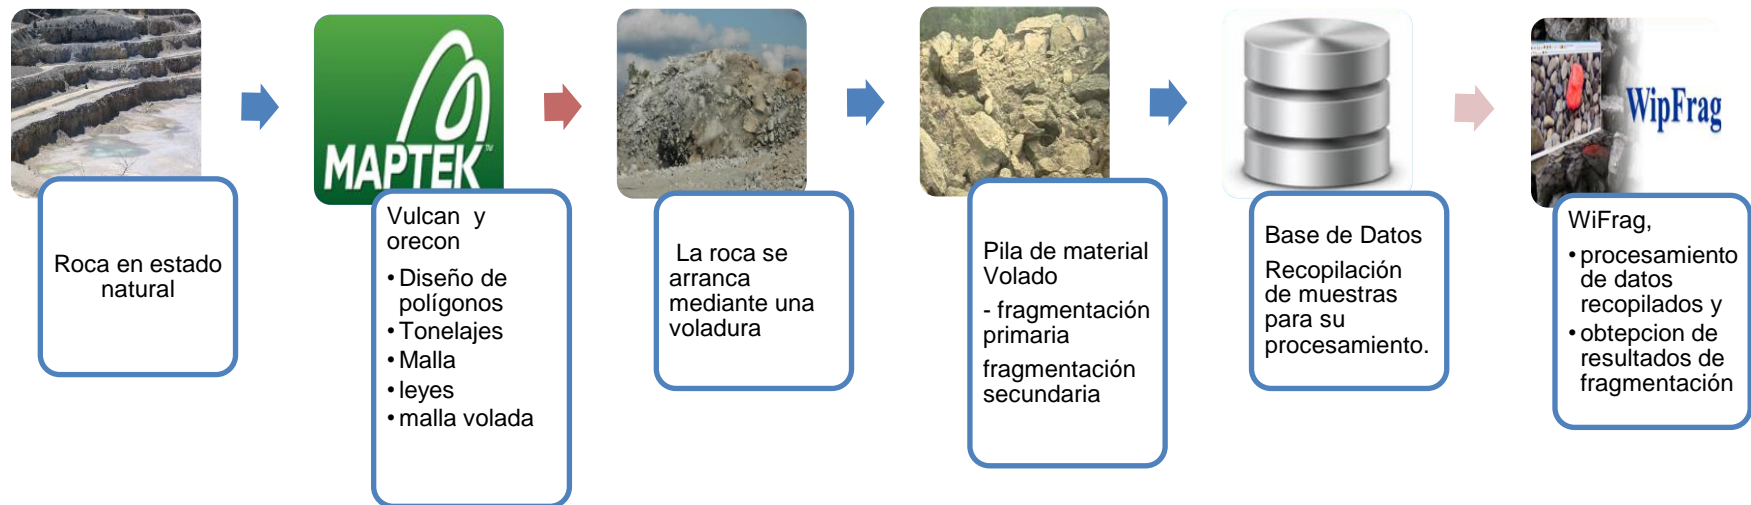 Roca en estado
natural
MAPTEK™
Vulcan y
orecon
• Diseño de
polígonos
• Tonelajes
• Malla
• leyes
• malla volada
La roca se
arranca
mediante una
voladura
Pila de material
Volado
- fragmentación
primaria
fragmentación
secundaria
Base de Datos
Recopilación
de muestras
para su
procesamiento.
WipFrag
WiFrag,
• procesamiento
de datos
recopilados y
• obtepcion de
resultados de
fragmentación